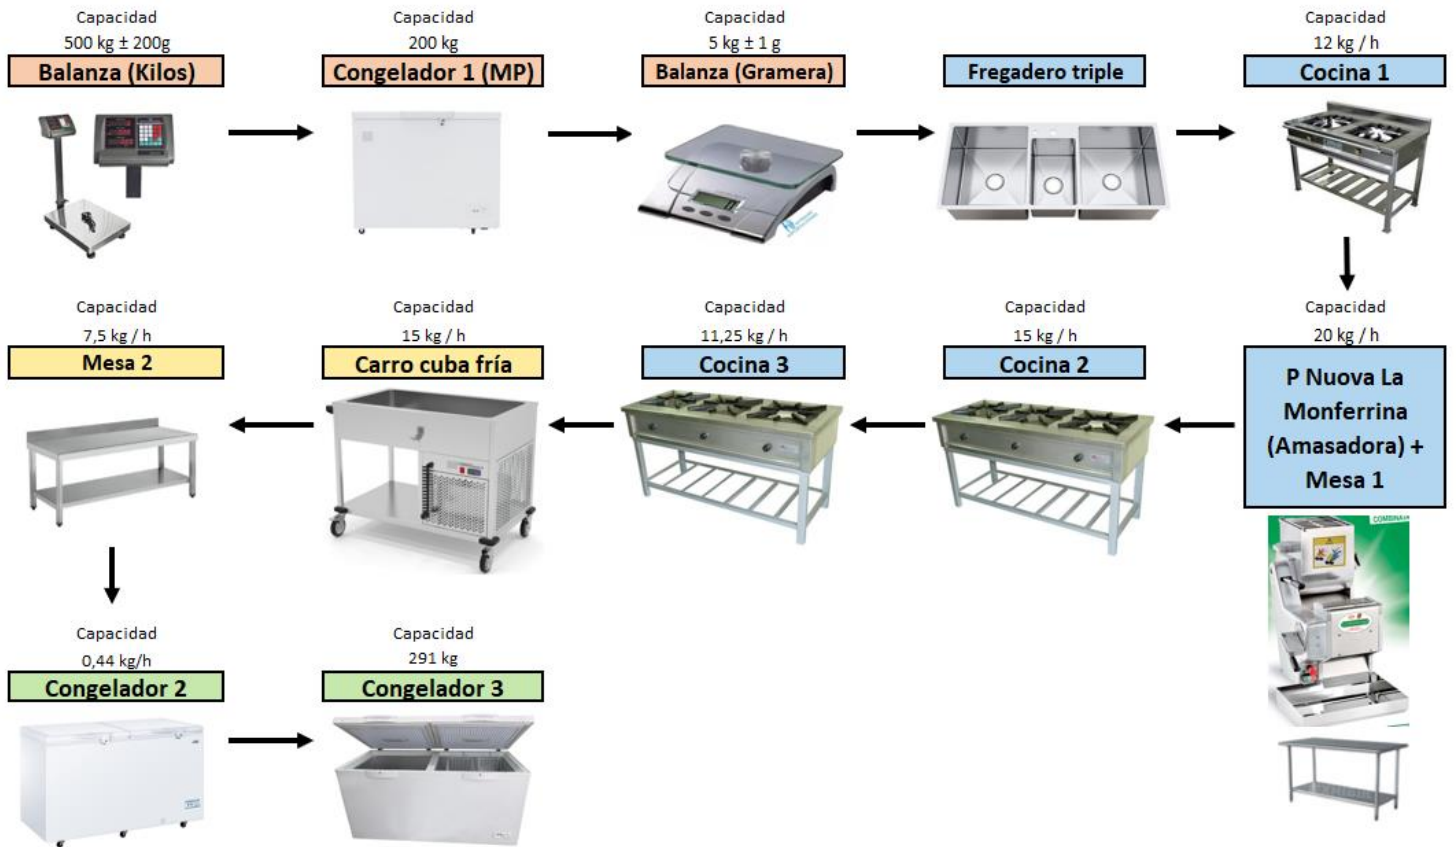 Capacidad
500 kg ± 200g
Balanza (Kilos)
Capacidad
200 kg
Congelador 1 (MP)
Capacidad
5 kg ± 1 g
Balanza (Gramera)
Fregadero triple
Capacidad
12 kg / h
Cocina 1
Capacidad
7,5 kg / h
Mesa 2
Capacidad
15 kg / h
Carro cuba fría
Capacidad
11,25 kg / h
Cocina 3
Capacidad
15 kg / h
Cocina 2
Capacidad
20 kg / h
P Nuova La
Monferrina
(Amasadora) +
Mesa 1
COMBINATA
Capacidad
0,44 kg/h
Congelador 2
Capacidad
291 kg
Congelador 3